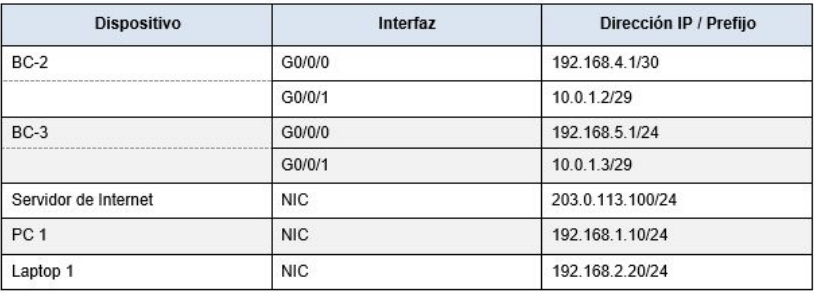 Dispositivo Interfaz Dirección IP / Prefijo
BC-2 G0/0/0 192.168.4.1/30
G0/0/1 10.0.1.2/29
BC-3 G0/0/0 192.168.5.1/24
G0/0/1 10.0.1.3/29
Servidor de Internet NIC 203.0.113.100/24
PC 1 NIC 192.168.1.10/24
Laptop 1 NIC 192.168.2.20/24